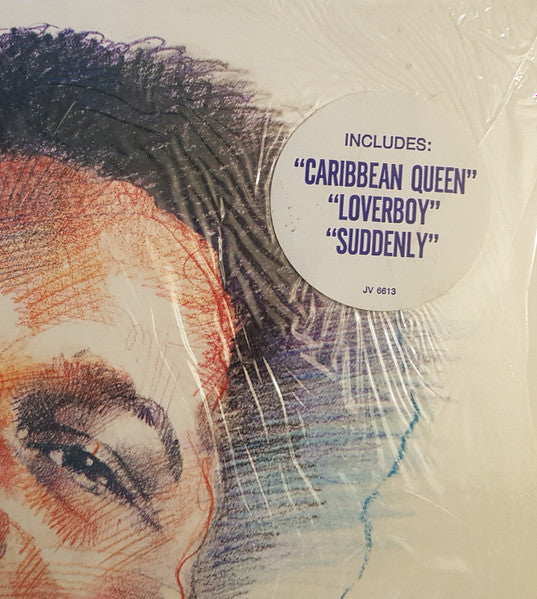 INCLUDES:
“CARIBBEAN QUEEN”
“LOVERBOY”
“SUDDENLY”
JV 6613